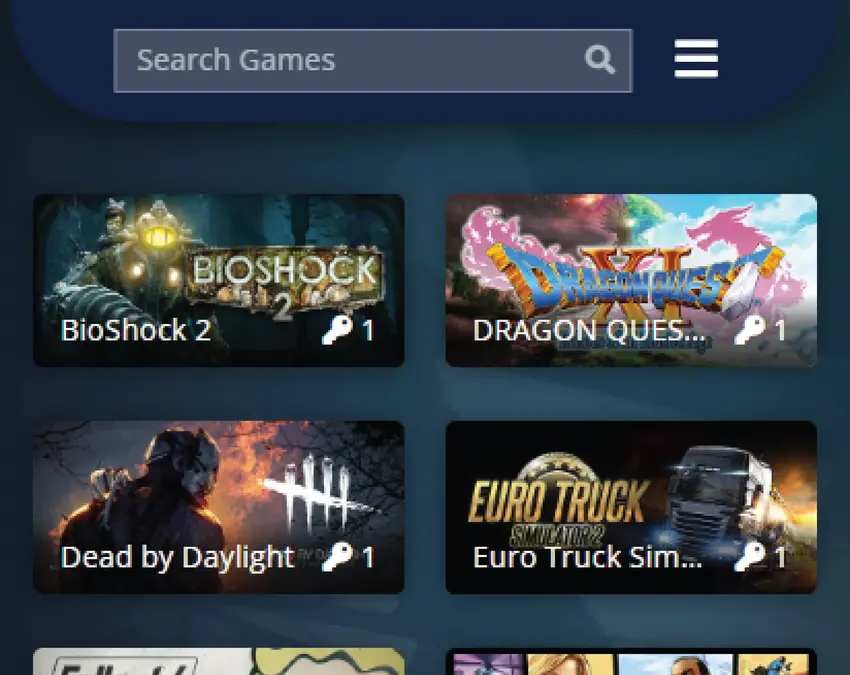 Search Games
BIOSHOCK
2
BioShock 2
1
DRAGON QUEST
XI
DRAGON QUES...
1
Dead by Daylight
1
EURO TRUCK
SIMULATOR 2
Euro Truck Sim...
1